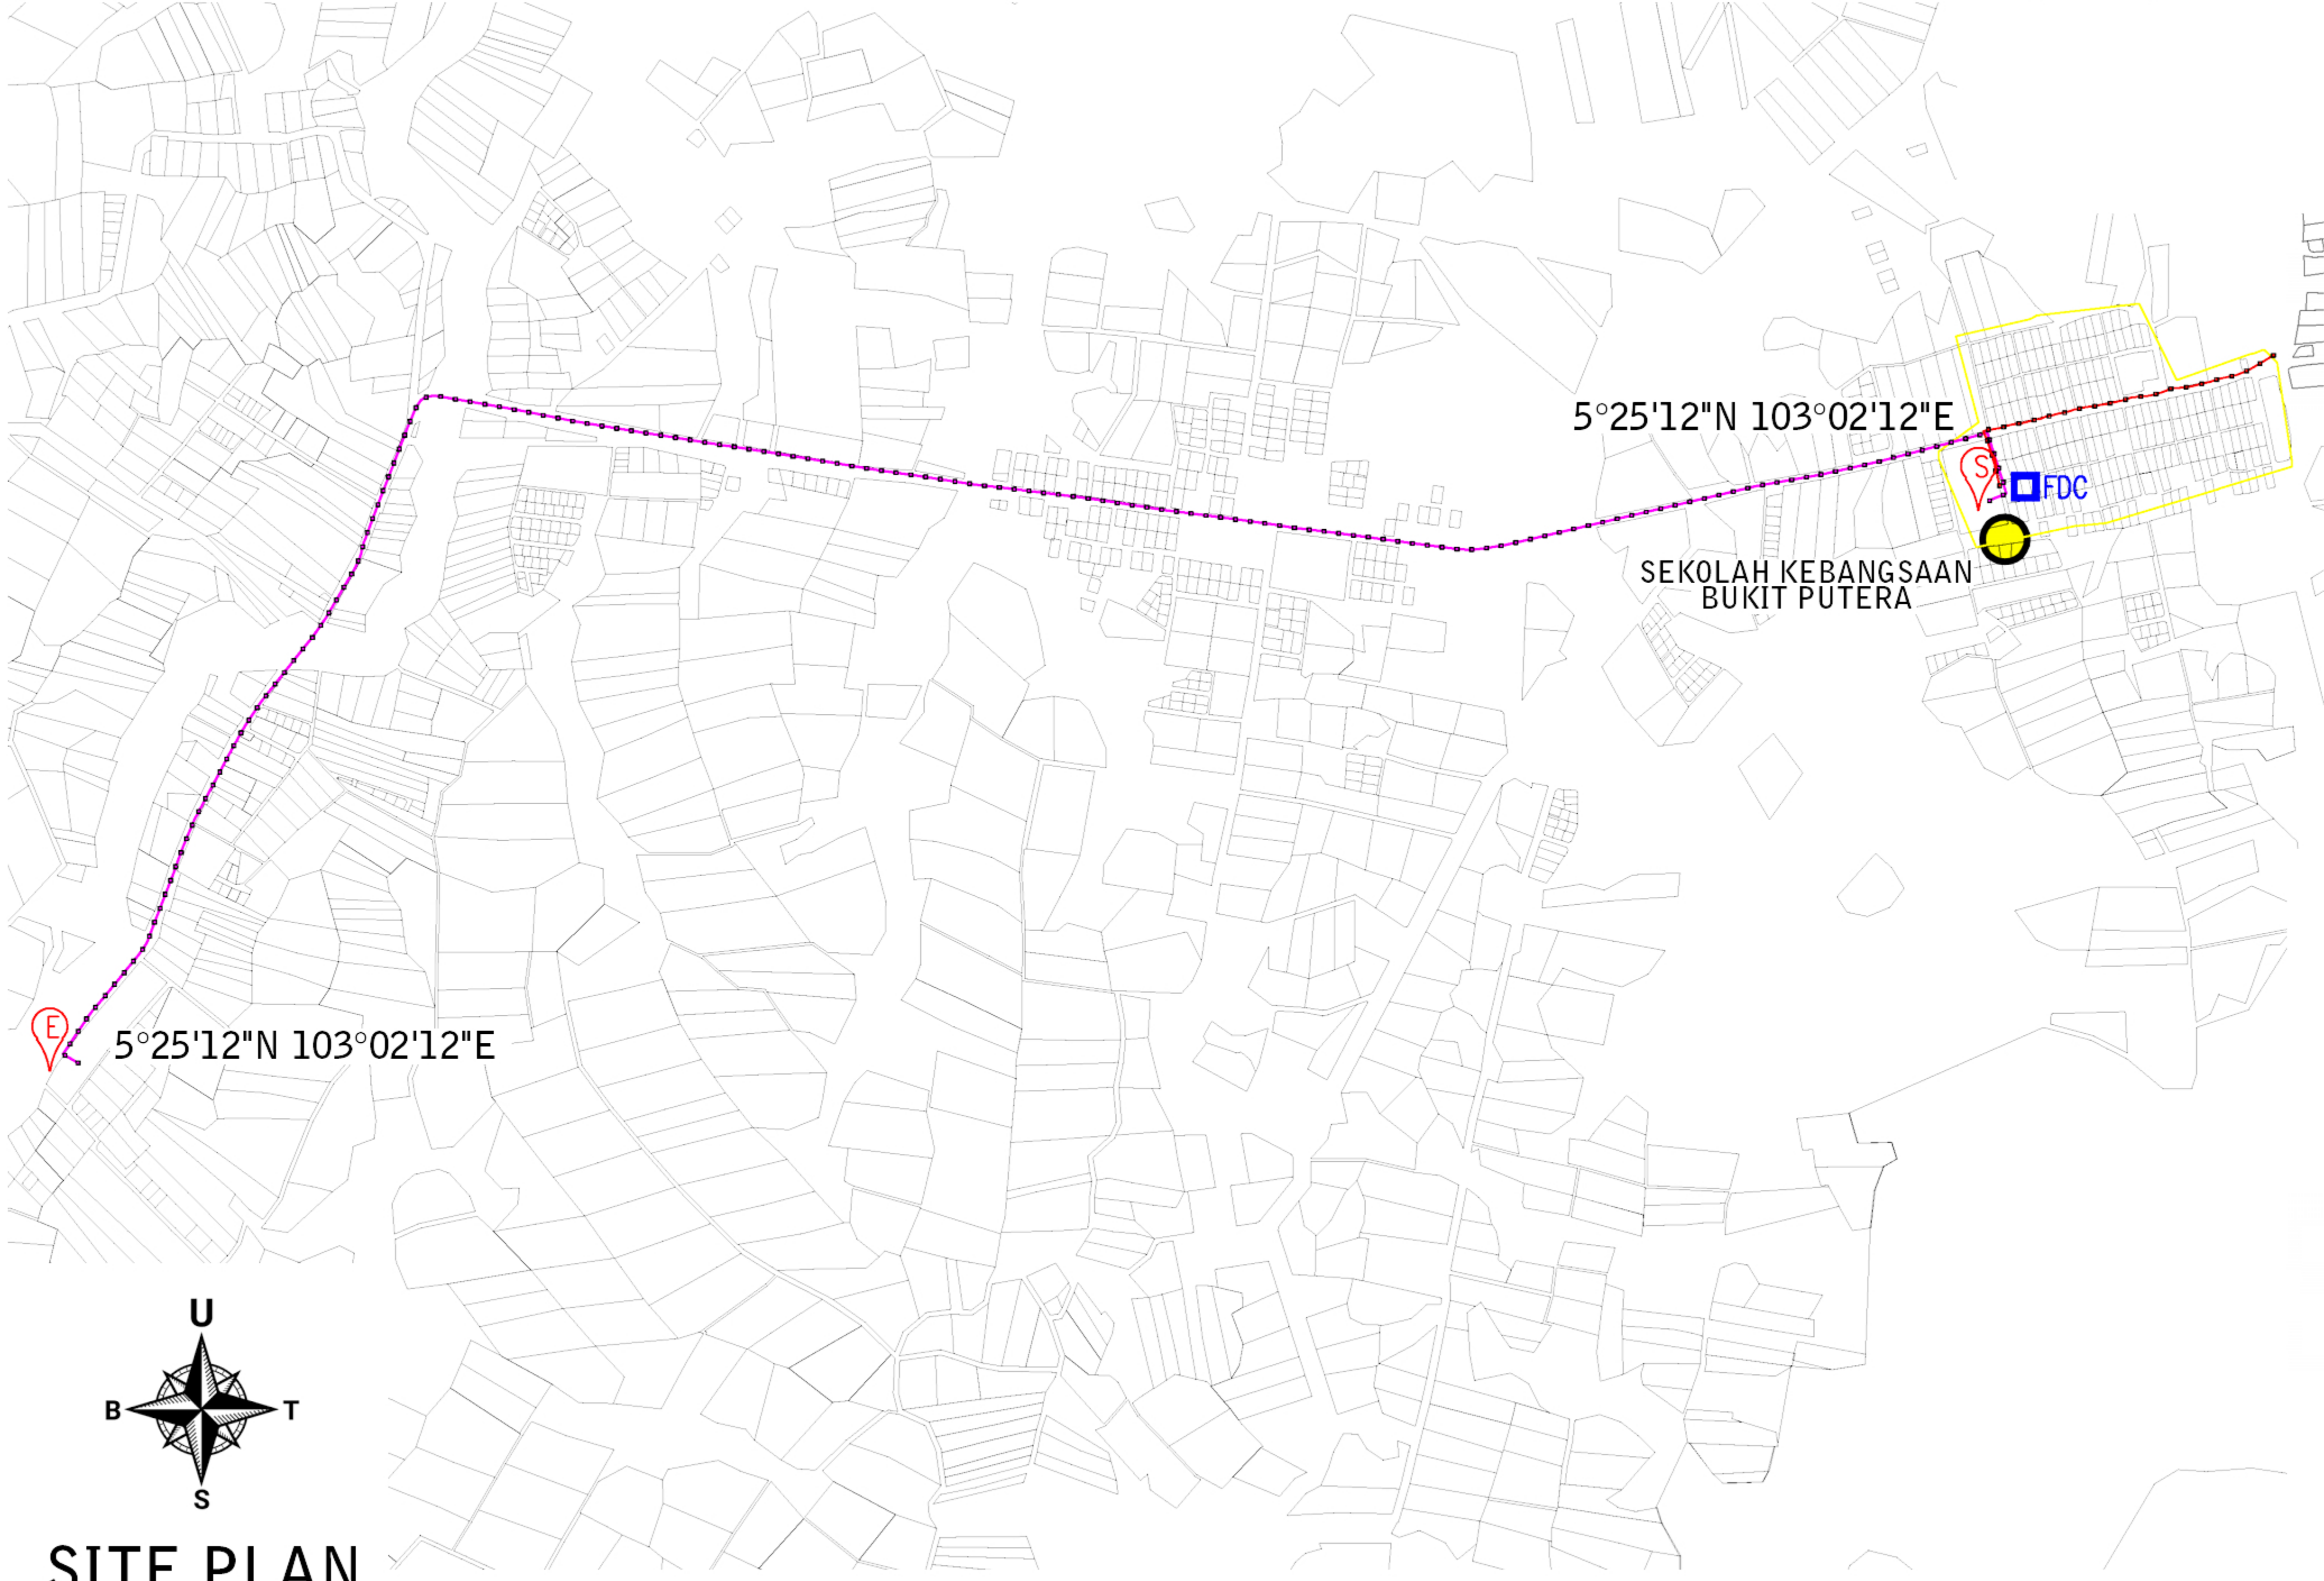 5°25'12"N 103°02'12"E
S
FDC
SEKOLAH KEBANGSAAN
BUKIT PUTERA
E
5°25'12"N 103°02'12"E
U
B
T
S
SITE PLAN